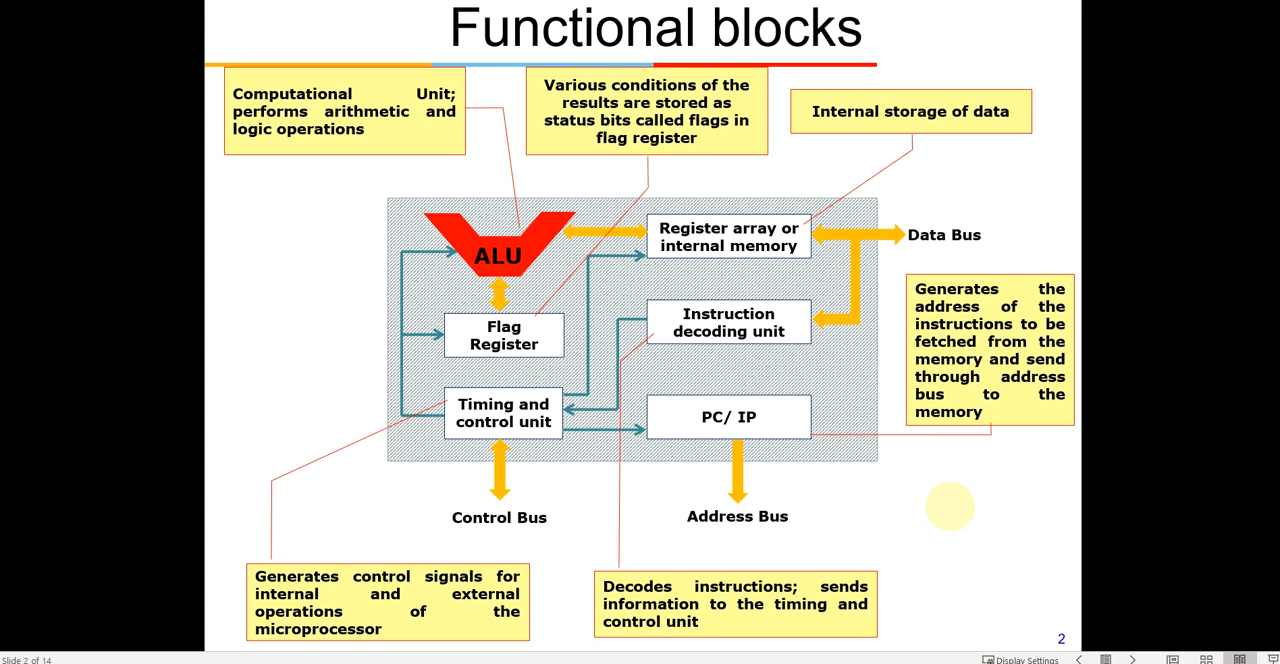 Functional blocks
Computational Unit;
performs arithmetic and
logic operations
Various conditions of the
results are stored as
status bits called flags in
flag register
Internal storage of data
ALU
Register array or
internal memory
Data Bus
Generates the
address of the
instructions to be
fetched from the
memory and send
through address
bus to the
memory
Flag
Register
Instruction
decoding unit
Timing and
control unit
PC/ IP
Control Bus
Address Bus
Generates control signals for
internal and external
operations of the
microprocessor
Decodes instructions; sends
information to the timing and
control unit
2
Slide 2 of 14
Display Settings